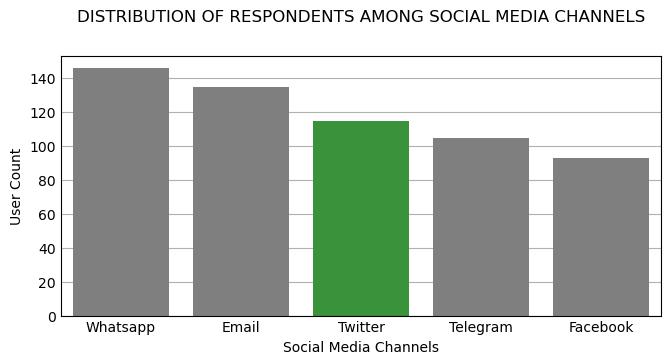 DISTRIBUTION OF RESPONDENTS AMONG SOCIAL MEDIA CHANNELS
140
120
100
80
60
40
20
0
User Count
Whatsapp Email Twitter Telegram Facebook
Social Media Channels